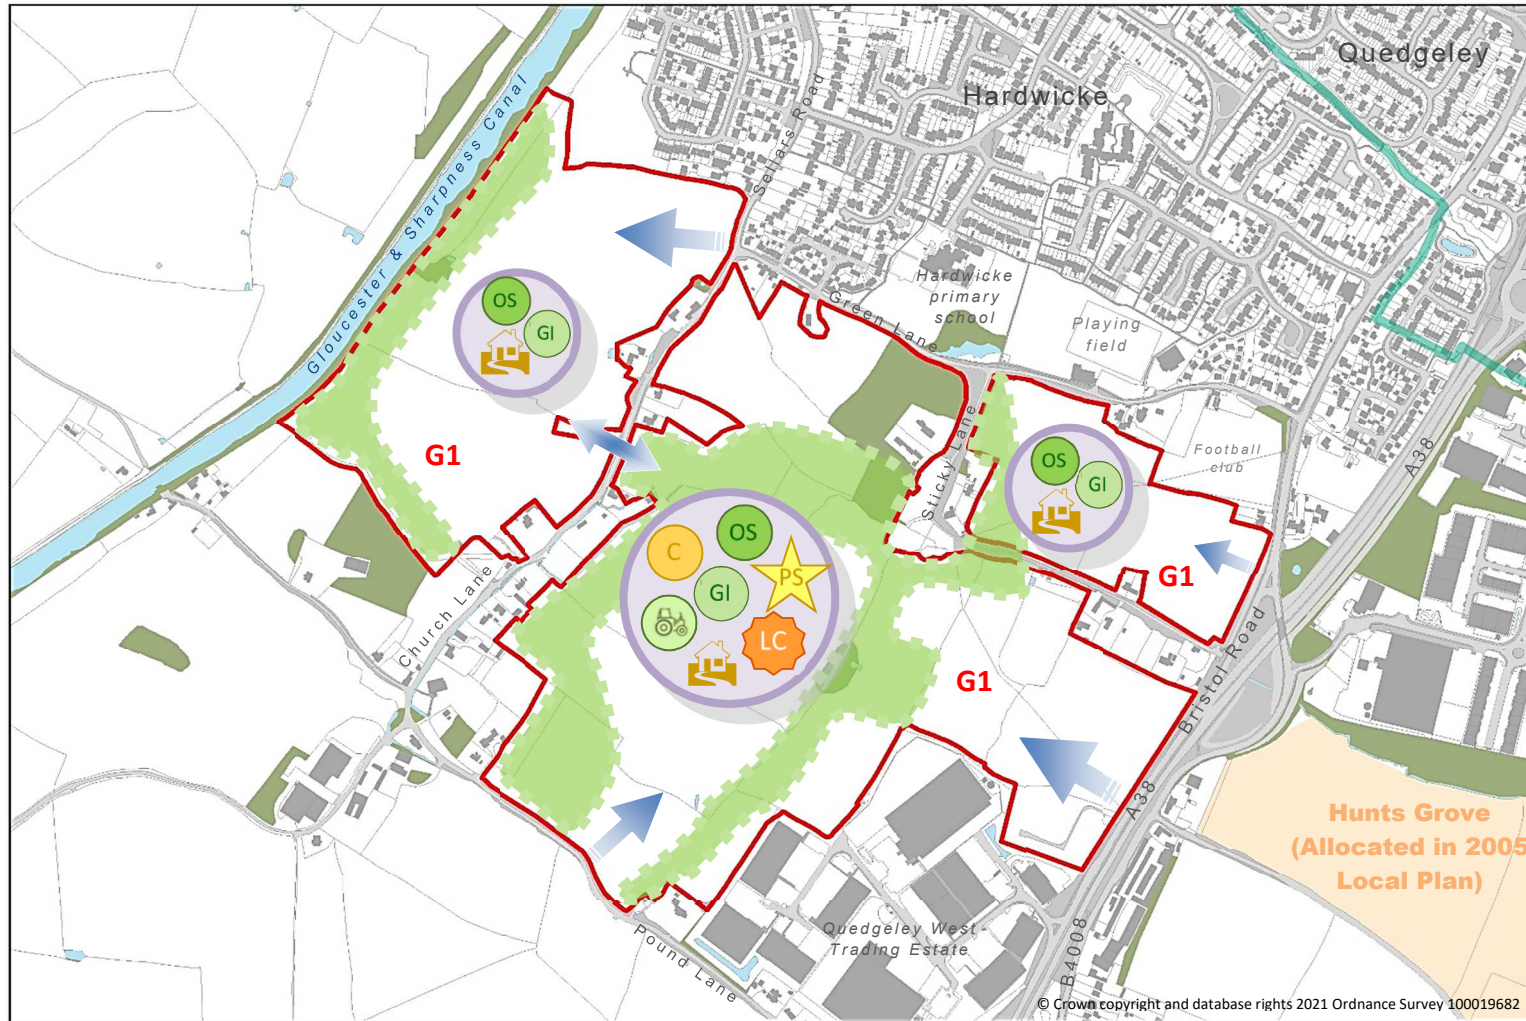 Quedgeley
Hardwicke
Sellars Road
Gloucester & Sharpness Canal
Hardwicke
primary
school
Green Lane
Playing
field
OS
GI
G1
Sticky Lane
Football
club
A38
OS
GI
G1
C
OS
PS
GI
LC
G1
Church Lane
Bristol Road
A38
Hunts Grove
(Allocated in 2005
Local Plan)
Quedgeley West
Trading Estate
Pound Lane
B4008
© Crown copyright and database rights 2021 Ordnance Survey 100019682